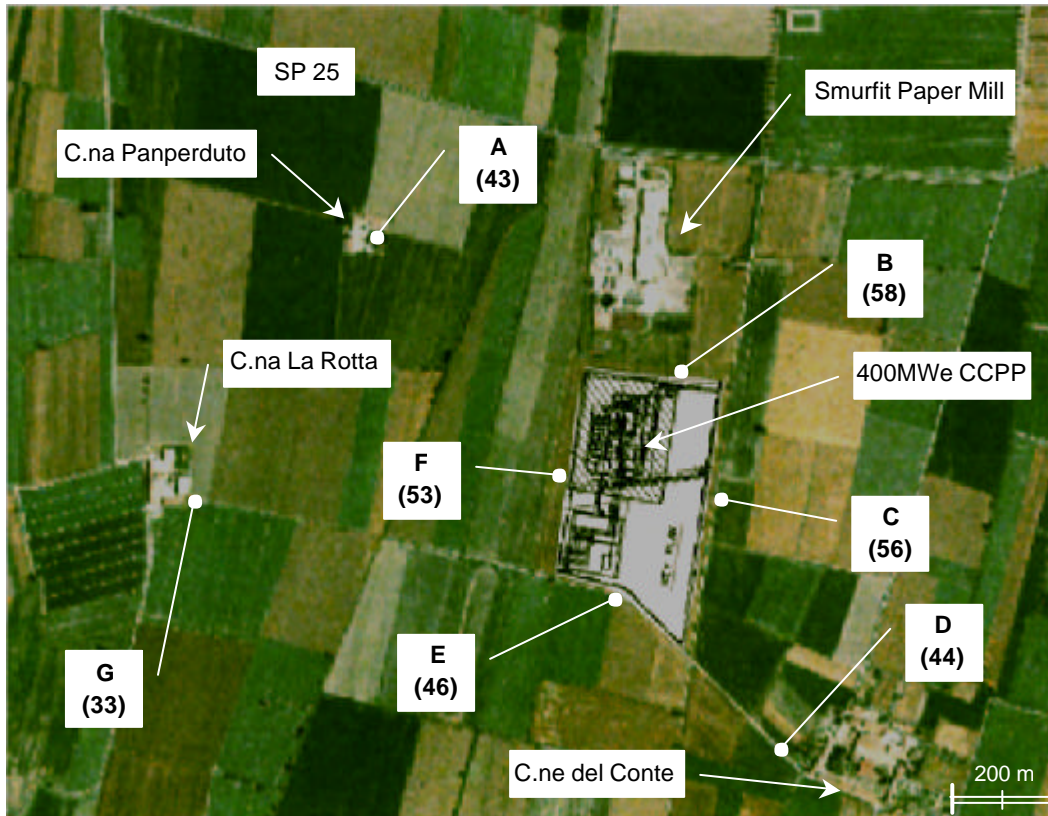 SP 25
Smurfit Paper Mill
C.na Panperduto
A
(43)
B
(58)
C.na La Rotta
400MWe CCPP
F
(53)
C
(56)
D
(44)
E
(46)
G
(33)
C.ne del Conte
200 m